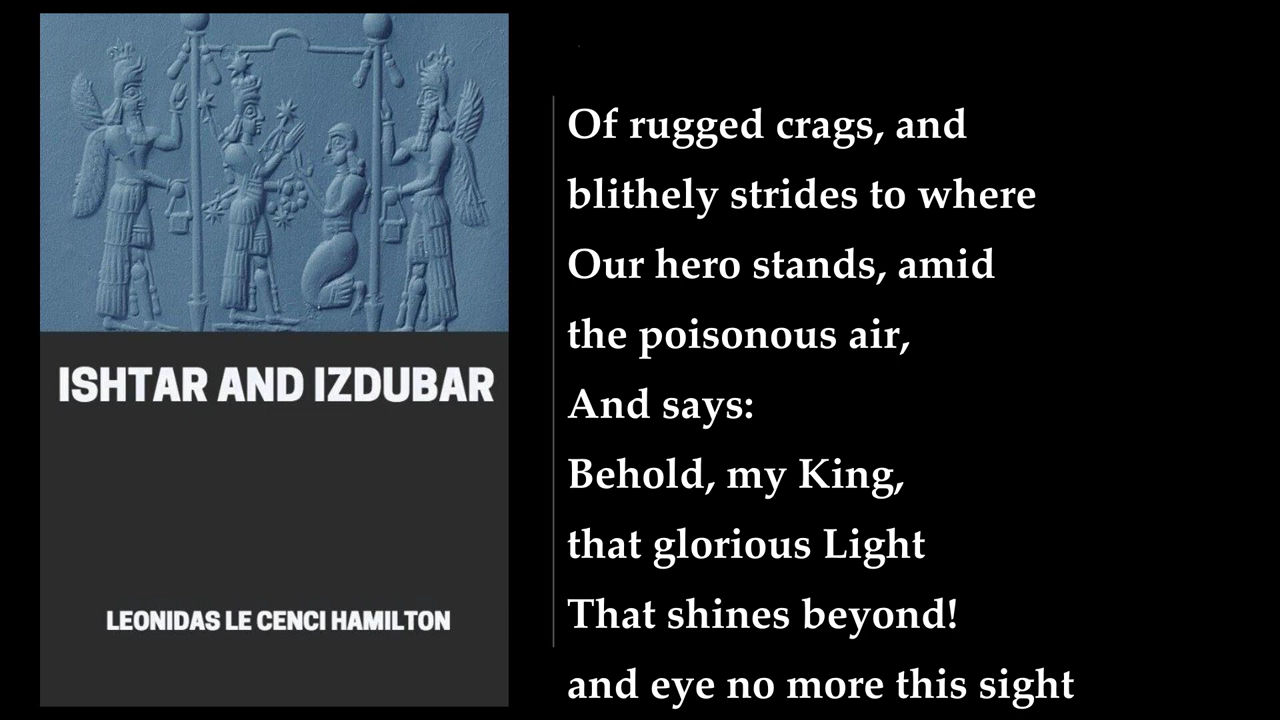 ISHTAR AND IZDUBAR
LEONIDAS LE CENCI HAMILTON
Of rugged crags, and
blithely strides to where
Our hero stands, amid
the poisonous air,
And says:
Behold, my King,
that glorious Light
That shines beyond!
and eye no more this sight